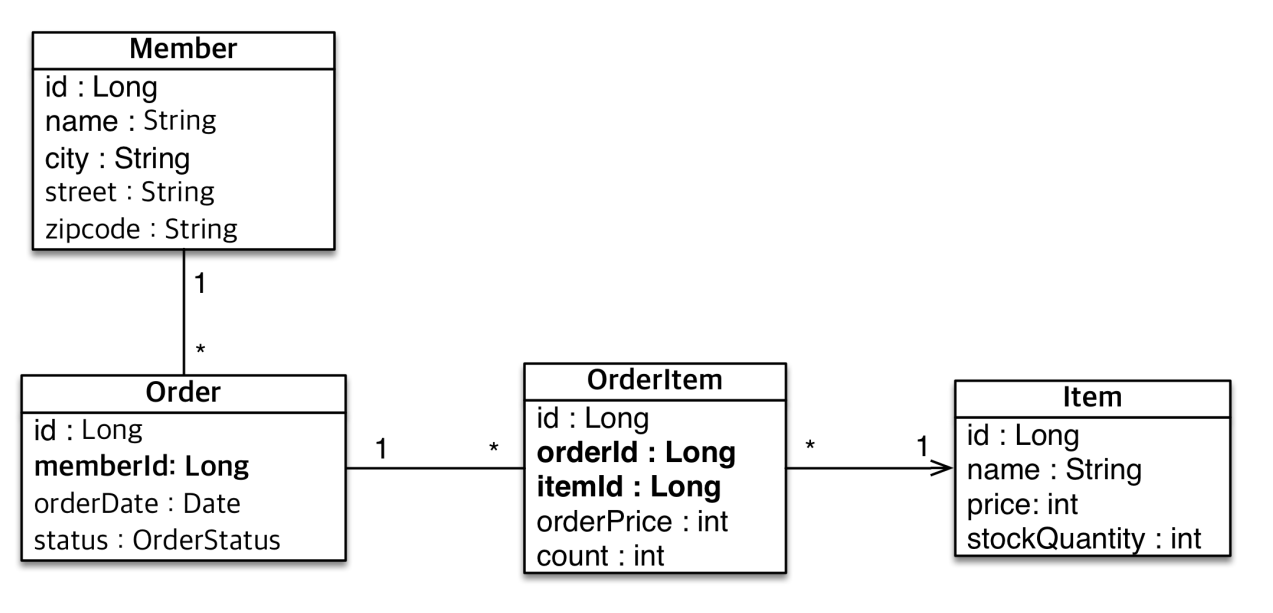 Member
id : Long
name : String
city : String
street : String
zipcode : String
1
*
Order
id : Long
memberId: Long
orderDate : Date
status : OrderStatus
1
*
OrderItem
id : Long
orderId : Long
itemId : Long
orderPrice : int
count : int
*
1
Item
id : Long
name : String
price: int
stockQuantity : int